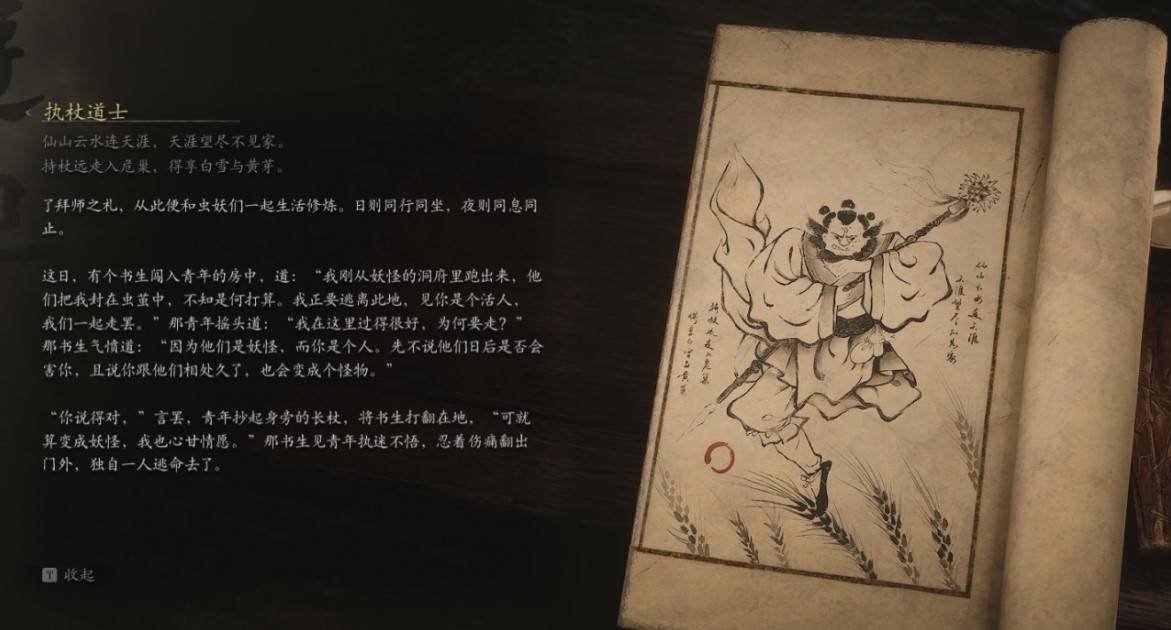 执杖道士
仙山云水连天涯，天涯望尽不见家。
持杖远走入危巢，得享白雪与黄芽。
了拜师之礼，从此便和虫妖们一起生活修炼。日则同行同坐，夜则同息同
止。
这日，有个书生闯入青年的房中，道：“我刚从妖怪的洞府里跑出来，他
们把我封在虫茧中，不知是何打算。我正要逃离此地，见你是个活人，
我们一起走罢。”那青年摇头道：“我在这里过得很好，为何要走？”
那书生气愤道：“因为他们是妖怪，而你是个人。先不说他们日后是否会
害你，且说你跟他们相处久了，也会变成个怪物。”
“你说得对，”言罢，青年抄起身旁的长杖，将书生打翻在地，“可就
算变成妖怪，我也心甘情愿。”那书生见青年执迷不悟，忍着伤痛翻出
门外，独自一人逃命去了。
T 收起
仙山云水连天涯
天涯望尽不见家
持杖远走入危巢
得享白雪与黄芽